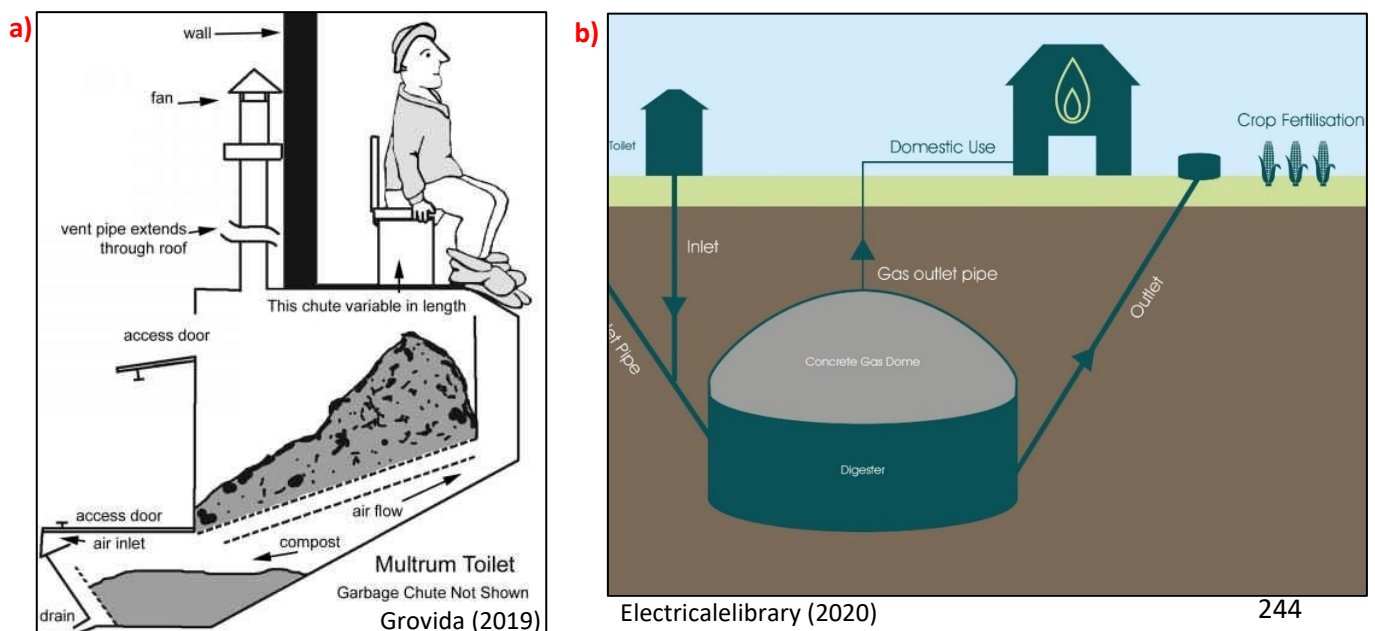 a)
wall
fan
vent pipe extends
through roof
This chute variable in length
access door
access door
air inlet
air flow
compost
Multrum Toilet
Garbage Chute Not Shown
drain
Grovida (2019)
b)
Toilet
Domestic Use
Crop Fertilisation
Inlet
Gas outlet pipe
Outlet
Pipe
Concrete Gas Dome
Digester
Electricalelibrary (2020)
244